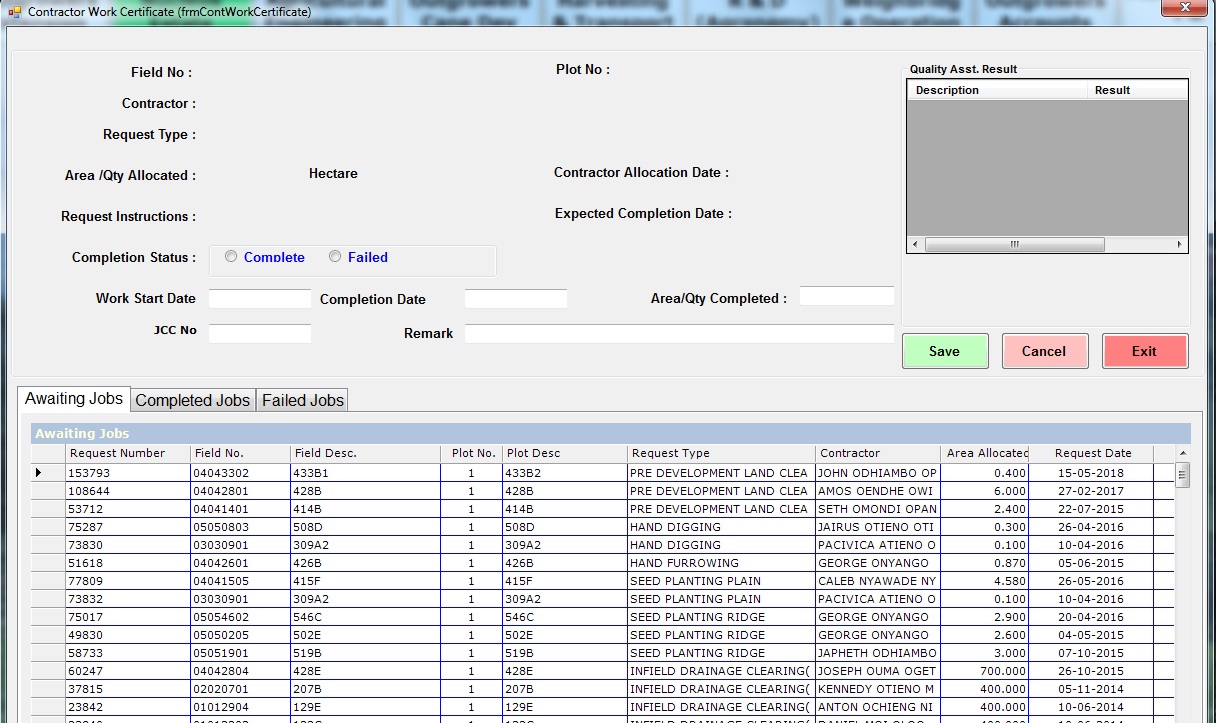 Contractor Work Certificate (frmContWorkCertificate)
Field No :
Plot No :
Contractor :
Request Type :
Area /Qty Allocated :
Hectare
Contractor Allocation Date :
Request Instructions :
Expected Completion Date :
Completion Status :
Complete
Failed
Work Start Date
Completion Date
Area/Qty Completed :
JCC No
Remark
Quality Asst. Result
Description Result
Save Cancel Exit
Awaiting Jobs Completed Jobs Failed Jobs
Awaiting Jobs
Request Number Field No. Field Desc. Plot No. Plot Desc Request Type Contractor Area Allocated Request Date
153793 04043302 433B1 1 433B2 PRE DEVELOPMENT LAND CLEA JOHN ODHIAMBO OP 0.400 15-05-2018
108644 04042801 428B 1 428B PRE DEVELOPMENT LAND CLEA AMOS OENDHE OWI 6.000 27-02-2017
53712 04041401 414B 1 414B PRE DEVELOPMENT LAND CLEA SETH OMONDI OPAN 2.400 22-07-2015
75287 05050803 508D 1 508D HAND DIGGING JAIRUS OTIENO OTI 0.300 26-04-2016
73830 03030901 309A2 1 309A2 HAND DIGGING PACIVICA ATIENO O 0.100 10-04-2016
51618 04042601 426B 1 426B HAND FURROWING GEORGE ONYANGO 0.870 05-06-2015
77809 04041505 415F 1 415F SEED PLANTING PLAIN CALEB NYAWADE NY 4.580 26-05-2016
73832 03030901 309A2 1 309A2 SEED PLANTING PLAIN PACIVICA ATIENO O 0.100 10-04-2016
75017 05054602 546C 1 546C SEED PLANTING RIDGE GEORGE ONYANGO 2.900 20-04-2016
49830 05050205 502E 1 502E SEED PLANTING RIDGE GEORGE ONYANGO 2.600 04-05-2015
58733 05051901 519B 1 519B SEED PLANTING RIDGE JAPHETH ODHIAMBO 3.000 07-10-2015
60247 04042804 428E 1 428E INFIELD DRAINAGE CLEARING( JOSEPH OUMA OGET 700.000 26-10-2015
37815 02020701 207B 1 207B INFIELD DRAINAGE CLEARING( KENNEDY OTIENO M 400.000 05-11-2014
23842 01012904 129E 1 129E INFIELD DRAINAGE CLEARING( ANTON OCHIENG NI 400.000 10-06-2014